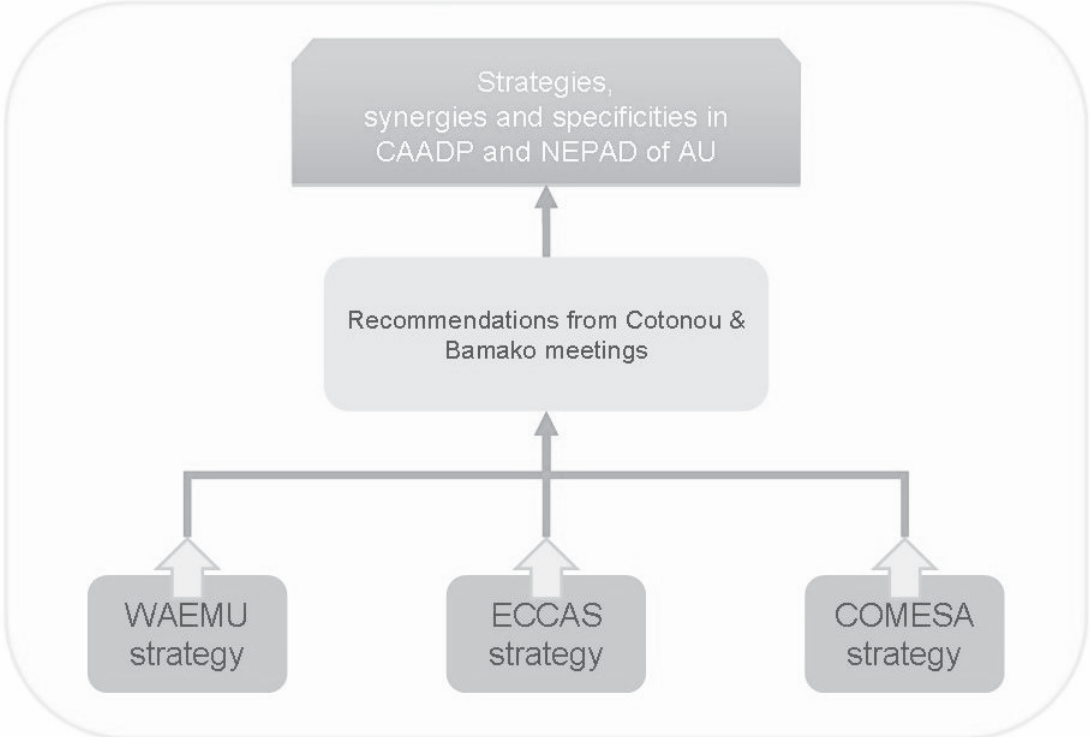 Strategies,
synergies and specificities in
CAADP and NEPAD of AU
Recommendations from Cotonou &
Bamako meetings
WAEMU
strategy
ECCAS
strategy
COMESA
strategy